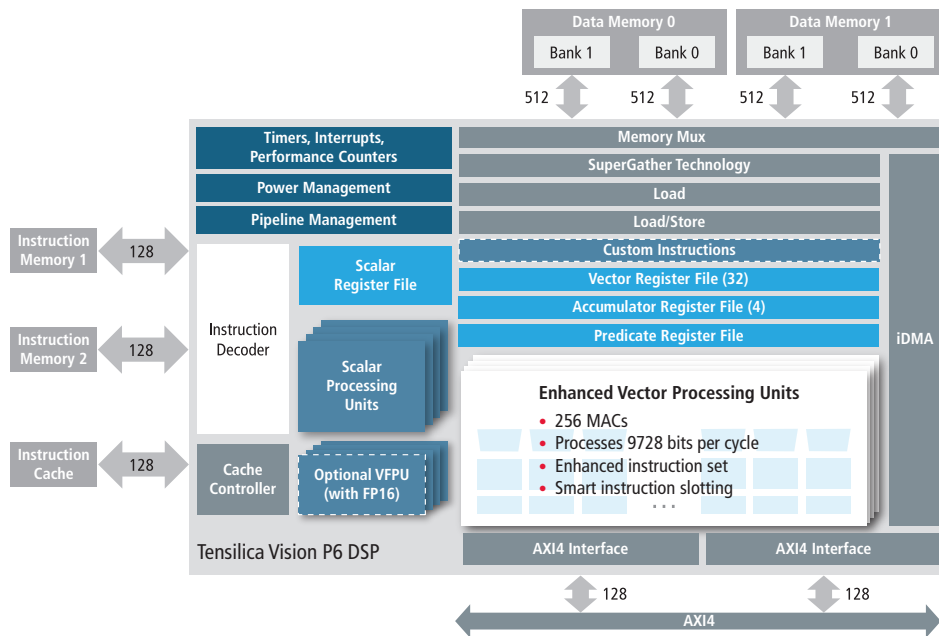 Data Memory 0
Data Memory 1
Bank 1
Bank 0
Bank 1
Bank 0
512
512
512
512
Timers, Interrupts,
Performance Counters
Power Management
Pipeline Management
Memory Mux
SuperGather Technology
Load
Load/Store
Custom Instructions
Vector Register File (32)
Accumulator Register File (4)
Predicate Register File
iDMA
Instruction
Memory 1
128
Instruction
Memory 2
128
Instruction
Cache
128
Instruction
Decoder
Scalar
Register File
Scalar
Processing
Units
Cache
Controller
Optional VFPU
(with FP16)
Enhanced Vector Processing Units
• 256 MACs
• Processes 9728 bits per cycle
• Enhanced instruction set
• Smart instruction slotting
. . .
Tensilica Vision P6 DSP
AXI4 Interface
AXI4 Interface
128
128
AXI4